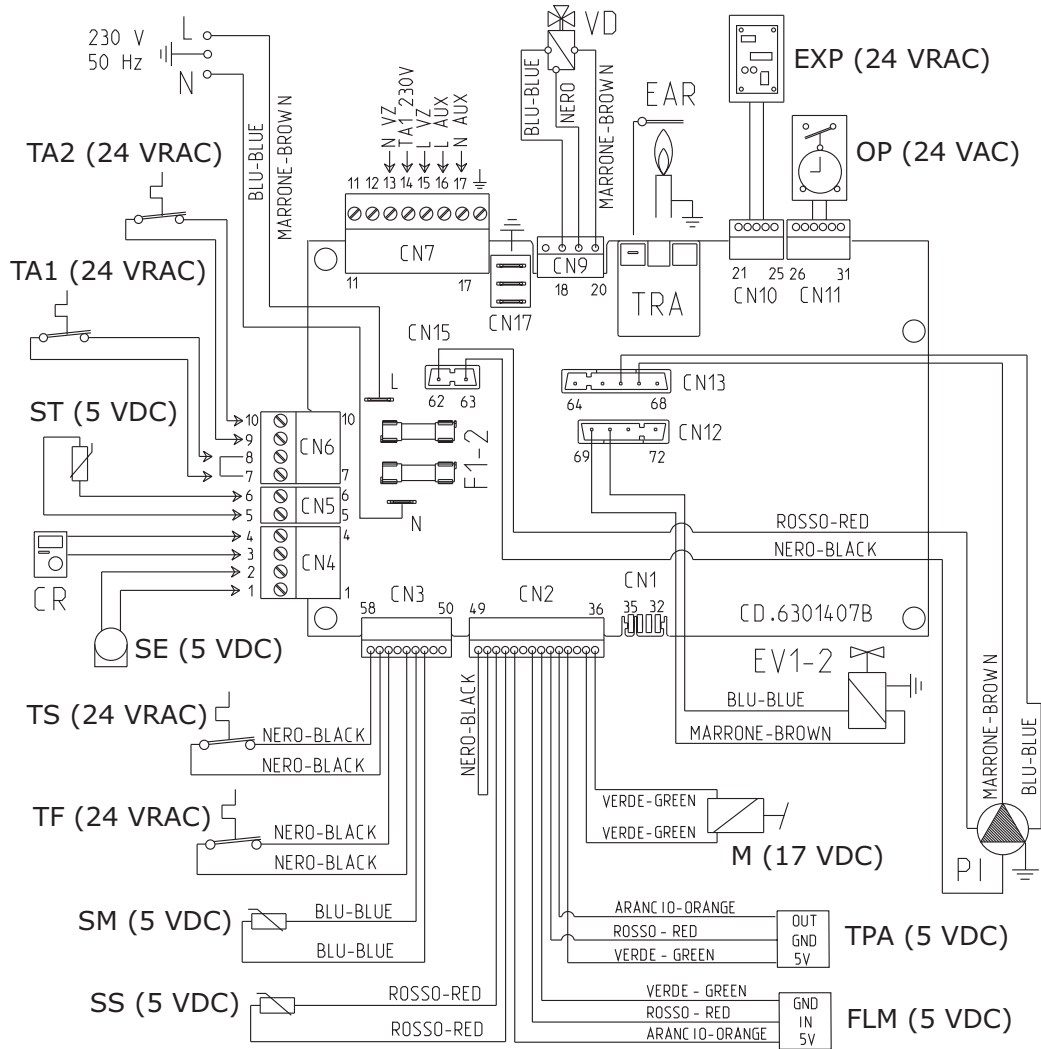 230 V
50 Hz
L
N
BLU-BLUE
MARRONE-BROWN
N VZ
TA1 230V
L VZ
L AUX
N AUX
11 12 13 14 15 16 17
CN7
11 17
VD
BLU-BLUE
NERO
MARRONE-BROWN
CN9
18 20
CN17
EAR
TRA
EXP (24 VRAC)
OP (24 VAC)
21 25 26 31
CN10 CN11
TA2 (24 VRAC)
TA1 (24 VRAC)
ST (5 VDC)
CR
SE (5 VDC)
10
9
8
7
10
CN6
7
6
5
6
CN5
5
4
3
2
1
4
CN4
1
CN15
62 63
L
F1-2
N
CN13
64 68
CN12
69 72
ROSSO-RED
NERO-BLACK
CN3
58 50
CN2
49 36
CN1
35 32
CD.6301407B
EV1-2
BLU-BLUE
MARRONE-BROWN
MARRONE-BROWN
BLU-BLUE
PI
TS (24 VRAC)
NERO-BLACK
NERO-BLACK
NERO-BLACK
TF (24 VRAC)
NERO-BLACK
NERO-BLACK
VERDE-GREEN
VERDE-GREEN
M (17 VDC)
SM (5 VDC)
BLU-BLUE
BLU-BLUE
ARANCIO-ORANGE
ROSSO - RED
VERDE - GREEN
OUT
GND
5V
TPA (5 VDC)
SS (5 VDC)
ROSSO-RED
ROSSO-RED
VERDE - GREEN
ROSSO - RED
ARANCIO-ORANGE
GND
IN
5V
FLM (5 VDC)